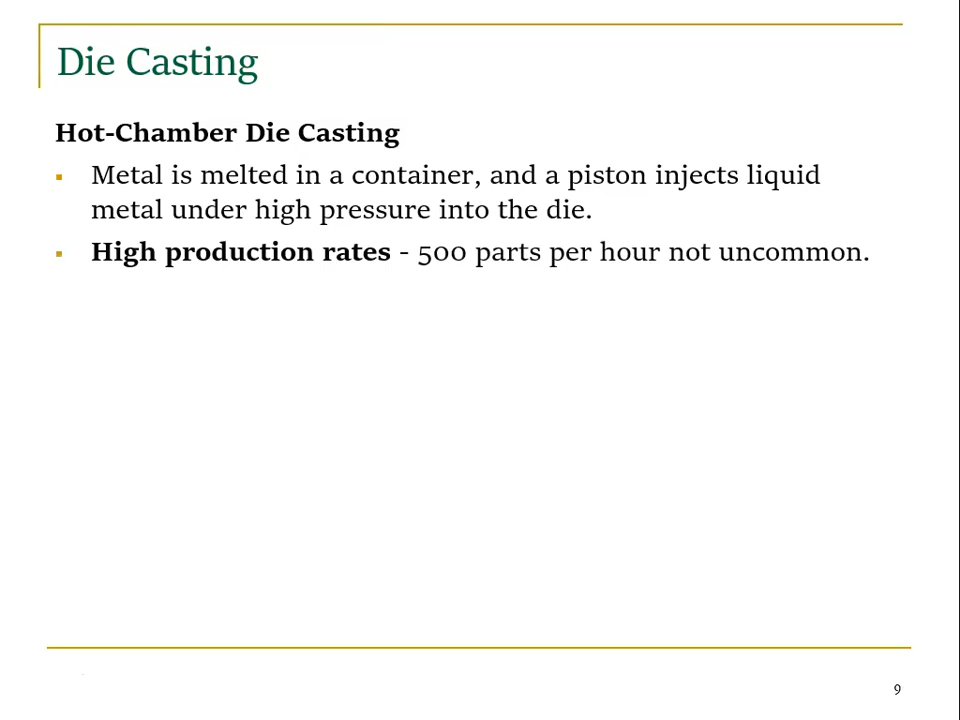 Die Casting
Hot-Chamber Die Casting
▪ Metal is melted in a container, and a piston injects liquid
metal under high pressure into the die.
▪ High production rates - 500 parts per hour not uncommon.
9